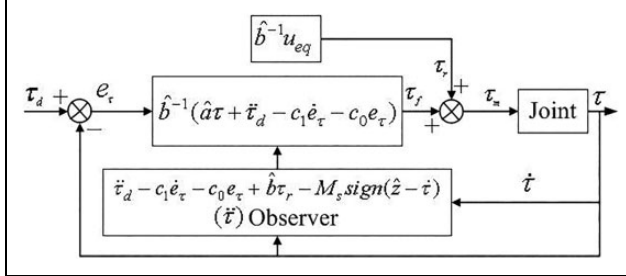 b̂⁻¹u_eq
τ_r
τ_d + e_τ
b̂⁻¹(âτ + τ̈_d − c₁ė_τ − c₀e_τ)
τ_f + τ_m
Joint
τ
−
+
τ̈_d − c₁ė_τ − c₀e_τ + b̂τ_r − M_s sign(ẑ − τ̇)
(τ̈) Observer
τ̇